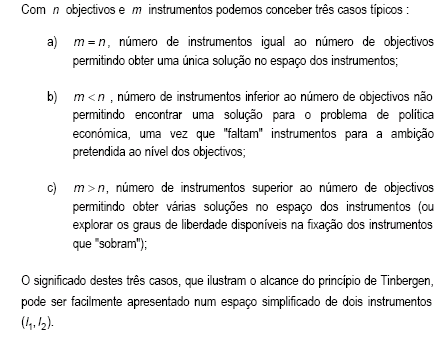 Com n objectivos e m instrumentos podemos conceber três casos típicos :
a) m = n, número de instrumentos igual ao número de objectivos
permitindo obter uma única solução no espaço dos instrumentos;
b) m < n , número de instrumentos inferior ao número de objectivos não
permitindo encontrar uma solução para o problema de política
económica, uma vez que "faltam" instrumentos para a ambição
pretendida ao nível dos objectivos;
c) m > n, número de instrumentos superior ao número de objectivos
permitindo obter várias soluções no espaço dos instrumentos (ou
explorar os graus de liberdade disponíveis na fixação dos instrumentos
que "sobram");
O significado destes três casos, que ilustram o alcance do princípio de Tinbergen,
pode ser facilmente apresentado num espaço simplificado de dois instrumentos
(I₁, I₂).